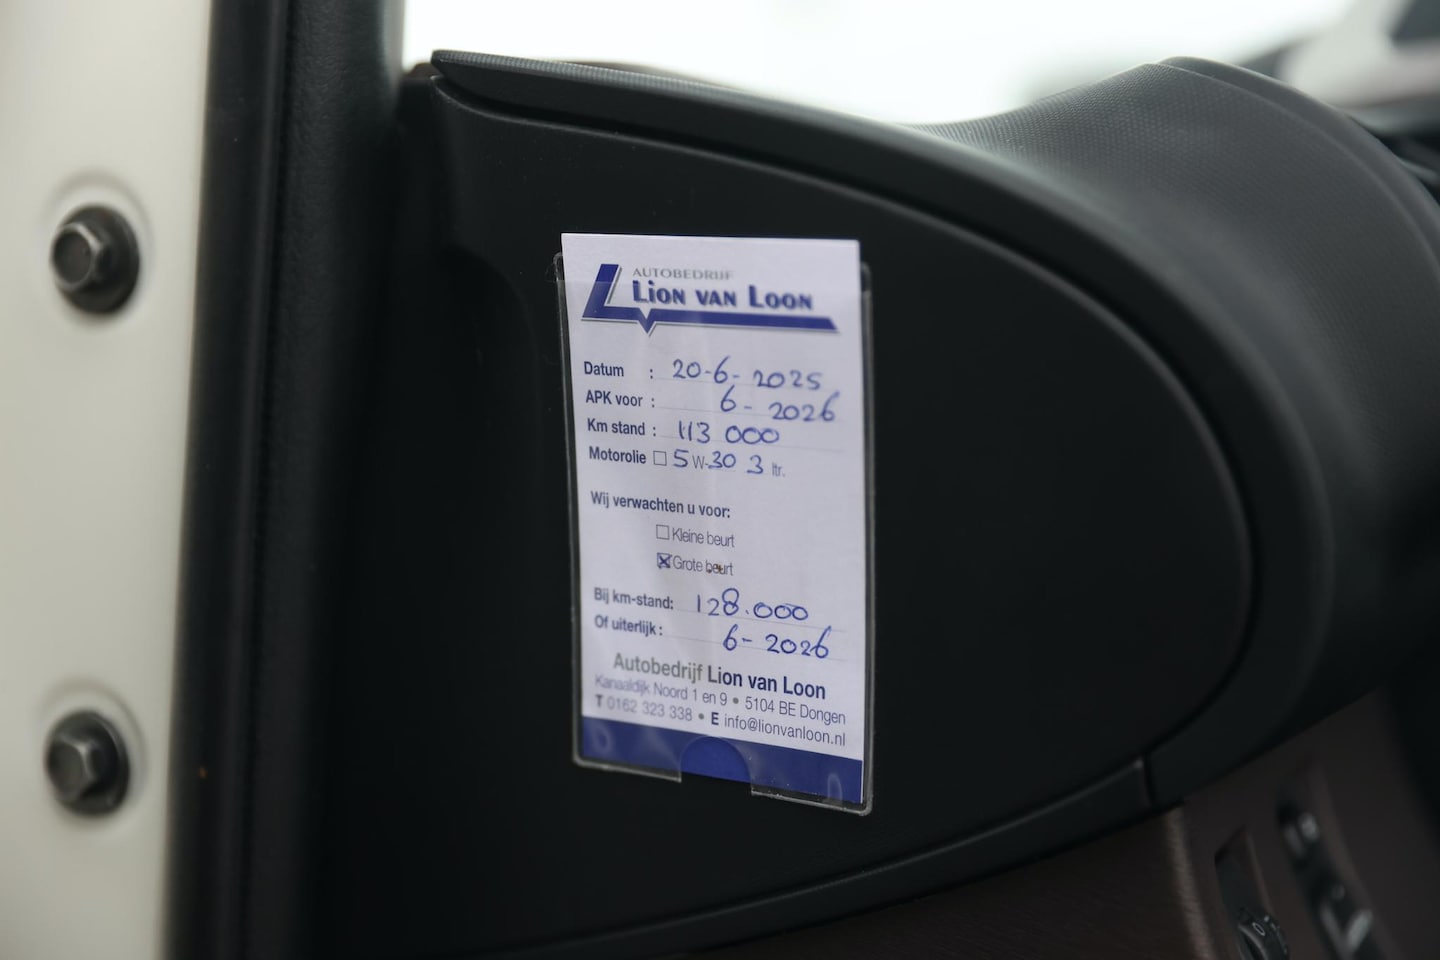 AUTOBEDRIJF
LION VAN LOON
Datum : 20-6-2025
APK voor : 6-2026
Km stand : 113 000
Motorolie ☐ 5 W-30 3 ltr.
Wij verwachten u voor:
☐ Kleine beurt
☒ Grote beurt
Bij km-stand: 128.000
Of uiterlijk: 6-2026
Autobedrijf Lion van Loon
Kanaaldijk Noord 1 en 9 • 5104 BE Dongen
T 0162 323 338 • E info@lionvanloon.nl